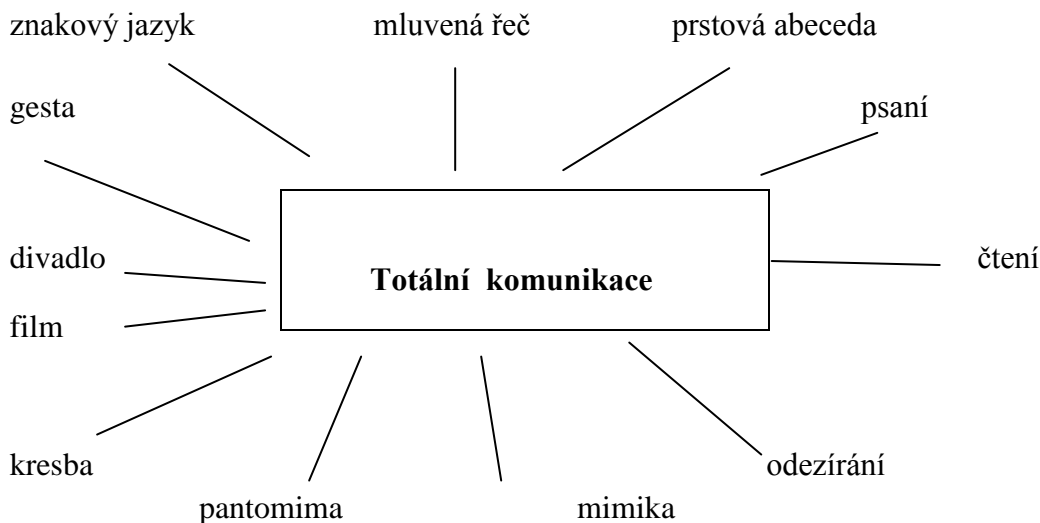 znakový jazyk mluvená řeč prstová abeceda
gesta psaní
divadlo čtení
Totální komunikace
film
kresba odezírání
pantomima mimika